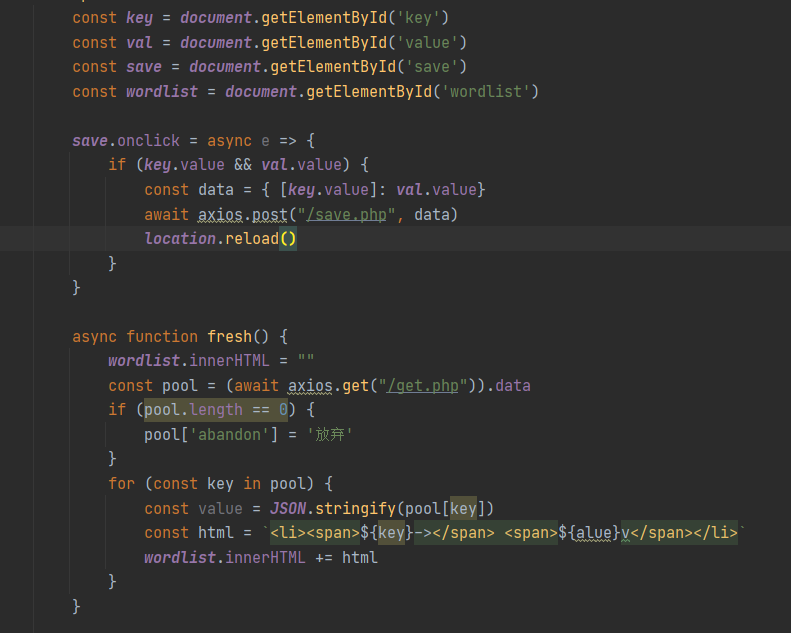 const key = document.getElementById('key')
const val = document.getElementById('value')
const save = document.getElementById('save')
const wordlist = document.getElementById('wordlist')
save.onclick = async e => {
if (key.value && val.value) {
const data = { [key.value]: val.value}
await axios.post("/save.php", data)
location.reload()
}
}
async function fresh() {
wordlist.innerHTML = ""
const pool = (await axios.get("/get.php")).data
if (pool.length == 0) {
pool['abandon'] = '放弃'
}
for (const key in pool) {
const value = JSON.stringify(pool[key])
const html = `<li><span>${key}-></span> <span>${alue}v</span></li>`
wordlist.innerHTML += html
}
}